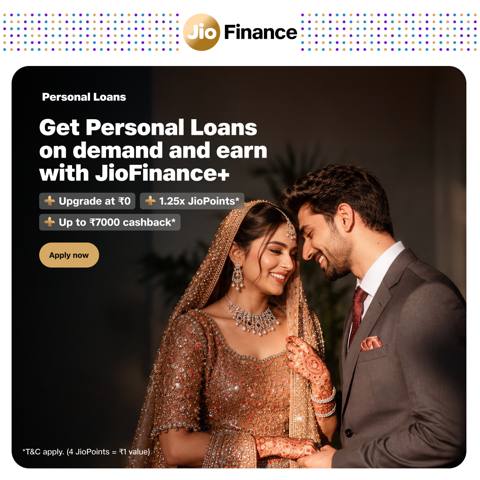 Jio Finance
Personal Loans
Get Personal Loans
on demand and earn
with JioFinance+
Upgrade at ₹0
1.25x JioPoints*
Up to ₹7000 cashback*
Apply now
*T&C apply. (4 JioPoints = ₹1 value)